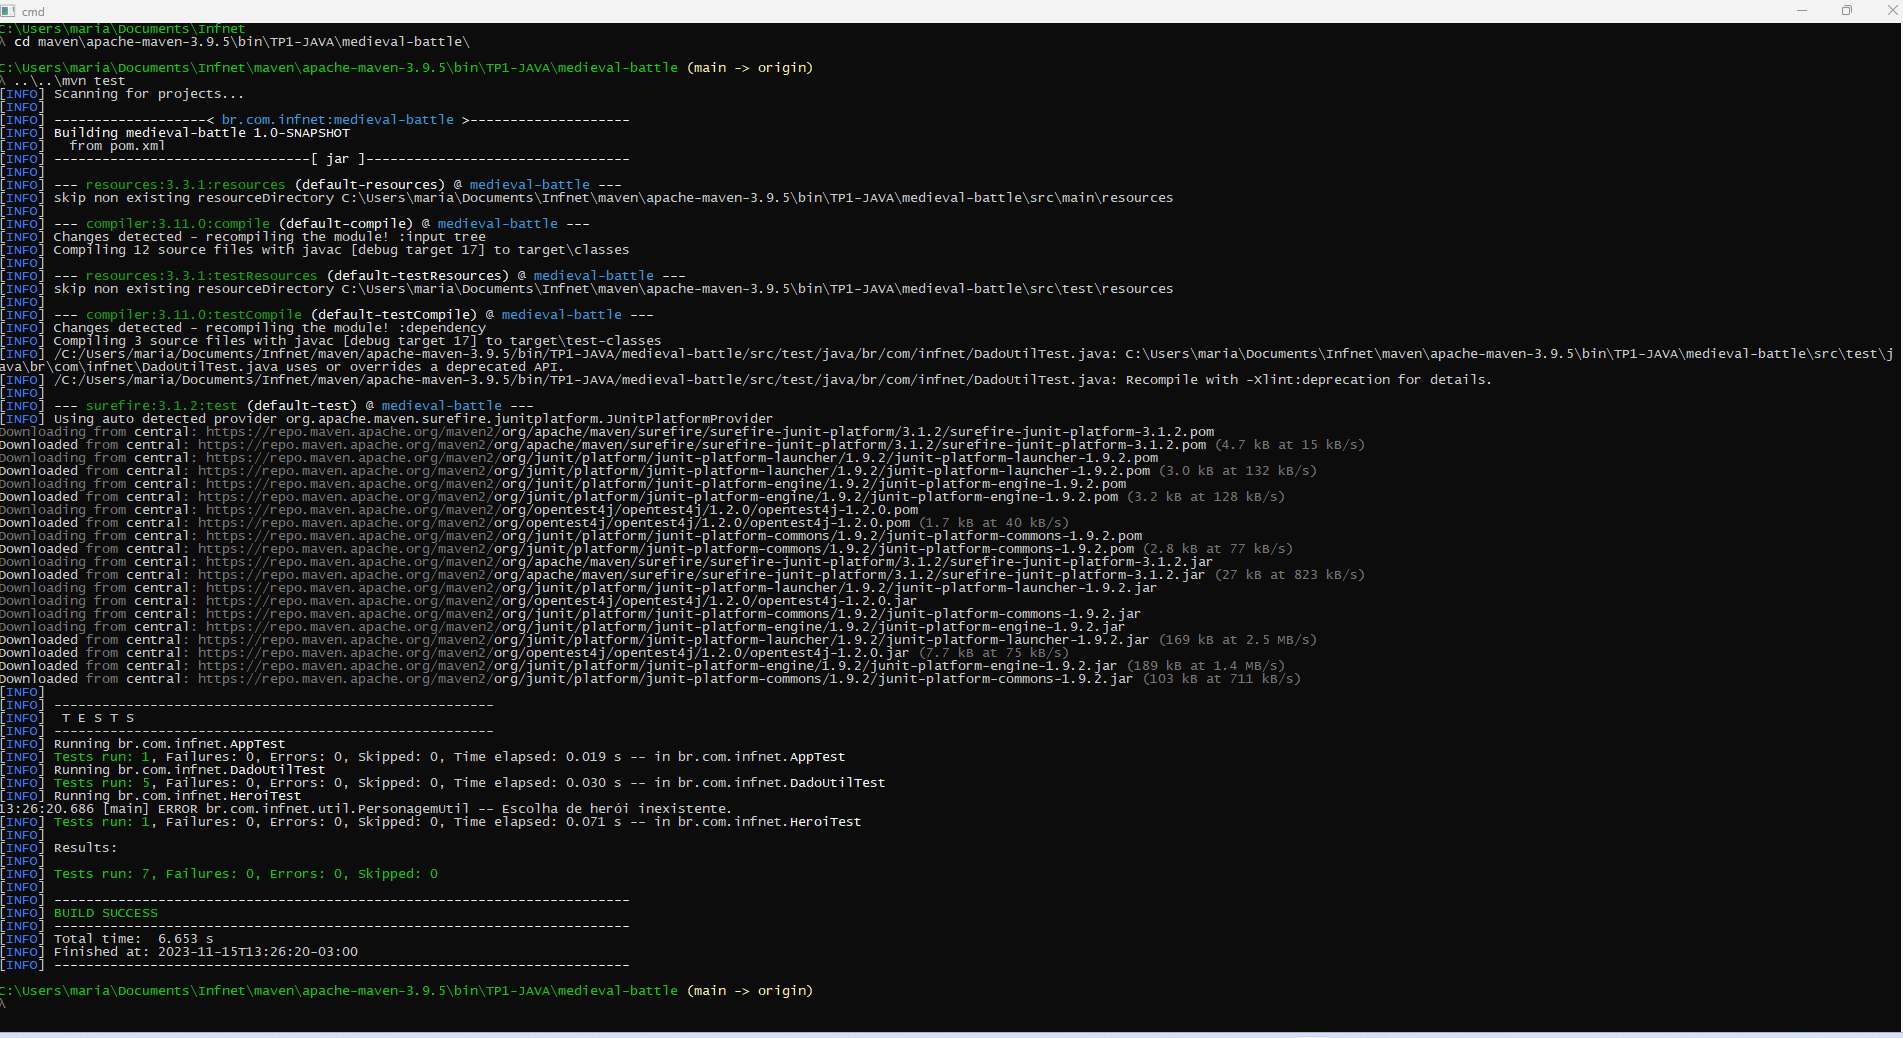 cmd
C:\Users\maria\Documents\Infnet
λ cd maven\apache-maven-3.9.5\bin\TP1-JAVA\medieval-battle\
C:\Users\maria\Documents\Infnet\maven\apache-maven-3.9.5\bin\TP1-JAVA\medieval-battle (main -> origin)
λ ..\..\mvn test
[INFO] Scanning for projects...
[INFO]
[INFO] -------------------< br.com.infnet:medieval-battle >--------------------
[INFO] Building medieval-battle 1.0-SNAPSHOT
[INFO]   from pom.xml
[INFO] --------------------------------[ jar ]---------------------------------
[INFO]
[INFO] --- resources:3.3.1:resources (default-resources) @ medieval-battle ---
[INFO] skip non existing resourceDirectory C:\Users\maria\Documents\Infnet\maven\apache-maven-3.9.5\bin\TP1-JAVA\medieval-battle\src\main\resources
[INFO]
[INFO] --- compiler:3.11.0:compile (default-compile) @ medieval-battle ---
[INFO] Changes detected - recompiling the module! :input tree
[INFO] Compiling 12 source files with javac [debug target 17] to target\classes
[INFO]
[INFO] --- resources:3.3.1:testResources (default-testResources) @ medieval-battle ---
[INFO] skip non existing resourceDirectory C:\Users\maria\Documents\Infnet\maven\apache-maven-3.9.5\bin\TP1-JAVA\medieval-battle\src\test\resources
[INFO]
[INFO] --- compiler:3.11.0:testCompile (default-testCompile) @ medieval-battle ---
[INFO] Changes detected - recompiling the module! :dependency
[INFO] Compiling 3 source files with javac [debug target 17] to target\test-classes
[INFO] /C:/Users/maria/Documents/Infnet/maven/apache-maven-3.9.5/bin/TP1-JAVA/medieval-battle/src/test/java/br/com/infnet/DadoUtilTest.java: C:\Users\maria\Documents\Infnet\maven\apache-maven-3.9.5\bin\TP1-JAVA\medieval-battle\src\test\j
ava\br\com\infnet\DadoUtilTest.java uses or overrides a deprecated API.
[INFO] /C:/Users/maria/Documents/Infnet/maven/apache-maven-3.9.5/bin/TP1-JAVA/medieval-battle/src/test/java/br/com/infnet/DadoUtilTest.java: Recompile with -Xlint:deprecation for details.
[INFO]
[INFO] --- surefire:3.1.2:test (default-test) @ medieval-battle ---
[INFO] Using auto detected provider org.apache.maven.surefire.junitplatform.JUnitPlatformProvider
Downloading from central: https://repo.maven.apache.org/maven2/org/apache/maven/surefire/surefire-junit-platform/3.1.2/surefire-junit-platform-3.1.2.pom
Downloaded from central: https://repo.maven.apache.org/maven2/org/apache/maven/surefire/surefire-junit-platform/3.1.2/surefire-junit-platform-3.1.2.pom (4.7 kB at 15 kB/s)
Downloading from central: https://repo.maven.apache.org/maven2/org/junit/platform/junit-platform-launcher/1.9.2/junit-platform-launcher-1.9.2.pom
Downloaded from central: https://repo.maven.apache.org/maven2/org/junit/platform/junit-platform-launcher/1.9.2/junit-platform-launcher-1.9.2.pom (3.0 kB at 132 kB/s)
Downloading from central: https://repo.maven.apache.org/maven2/org/junit/platform/junit-platform-engine/1.9.2/junit-platform-engine-1.9.2.pom
Downloaded from central: https://repo.maven.apache.org/maven2/org/junit/platform/junit-platform-engine/1.9.2/junit-platform-engine-1.9.2.pom (3.2 kB at 128 kB/s)
Downloading from central: https://repo.maven.apache.org/maven2/org/opentest4j/opentest4j/1.2.0/opentest4j-1.2.0.pom
Downloaded from central: https://repo.maven.apache.org/maven2/org/opentest4j/opentest4j/1.2.0/opentest4j-1.2.0.pom (1.7 kB at 40 kB/s)
Downloading from central: https://repo.maven.apache.org/maven2/org/junit/platform/junit-platform-commons/1.9.2/junit-platform-commons-1.9.2.pom
Downloaded from central: https://repo.maven.apache.org/maven2/org/junit/platform/junit-platform-commons/1.9.2/junit-platform-commons-1.9.2.pom (2.8 kB at 77 kB/s)
Downloading from central: https://repo.maven.apache.org/maven2/org/apache/maven/surefire/surefire-junit-platform/3.1.2/surefire-junit-platform-3.1.2.jar
Downloaded from central: https://repo.maven.apache.org/maven2/org/apache/maven/surefire/surefire-junit-platform/3.1.2/surefire-junit-platform-3.1.2.jar (27 kB at 823 kB/s)
Downloading from central: https://repo.maven.apache.org/maven2/org/junit/platform/junit-platform-launcher/1.9.2/junit-platform-launcher-1.9.2.jar
Downloading from central: https://repo.maven.apache.org/maven2/org/opentest4j/opentest4j/1.2.0/opentest4j-1.2.0.jar
Downloading from central: https://repo.maven.apache.org/maven2/org/junit/platform/junit-platform-commons/1.9.2/junit-platform-commons-1.9.2.jar
Downloading from central: https://repo.maven.apache.org/maven2/org/junit/platform/junit-platform-engine/1.9.2/junit-platform-engine-1.9.2.jar
Downloaded from central: https://repo.maven.apache.org/maven2/org/junit/platform/junit-platform-launcher/1.9.2/junit-platform-launcher-1.9.2.jar (169 kB at 2.5 MB/s)
Downloaded from central: https://repo.maven.apache.org/maven2/org/opentest4j/opentest4j/1.2.0/opentest4j-1.2.0.jar (7.7 kB at 75 kB/s)
Downloaded from central: https://repo.maven.apache.org/maven2/org/junit/platform/junit-platform-engine/1.9.2/junit-platform-engine-1.9.2.jar (189 kB at 1.4 MB/s)
Downloaded from central: https://repo.maven.apache.org/maven2/org/junit/platform/junit-platform-commons/1.9.2/junit-platform-commons-1.9.2.jar (103 kB at 711 kB/s)
[INFO]
[INFO] -------------------------------------------------------
[INFO]  T E S T S
[INFO] -------------------------------------------------------
[INFO] Running br.com.infnet.AppTest
[INFO] Tests run: 1, Failures: 0, Errors: 0, Skipped: 0, Time elapsed: 0.019 s -- in br.com.infnet.AppTest
[INFO] Running br.com.infnet.DadoUtilTest
[INFO] Tests run: 5, Failures: 0, Errors: 0, Skipped: 0, Time elapsed: 0.030 s -- in br.com.infnet.DadoUtilTest
[INFO] Running br.com.infnet.HeroiTest
13:26:20.686 [main] ERROR br.com.infnet.util.PersonagemUtil -- Escolha de herói inexistente.
[INFO] Tests run: 1, Failures: 0, Errors: 0, Skipped: 0, Time elapsed: 0.071 s -- in br.com.infnet.HeroiTest
[INFO]
[INFO] Results:
[INFO]
[INFO] Tests run: 7, Failures: 0, Errors: 0, Skipped: 0
[INFO]
[INFO] ------------------------------------------------------------------------
[INFO] BUILD SUCCESS
[INFO] ------------------------------------------------------------------------
[INFO] Total time:  6.653 s
[INFO] Finished at: 2023-11-15T13:26:20-03:00
[INFO] ------------------------------------------------------------------------
C:\Users\maria\Documents\Infnet\maven\apache-maven-3.9.5\bin\TP1-JAVA\medieval-battle (main -> origin)
λ